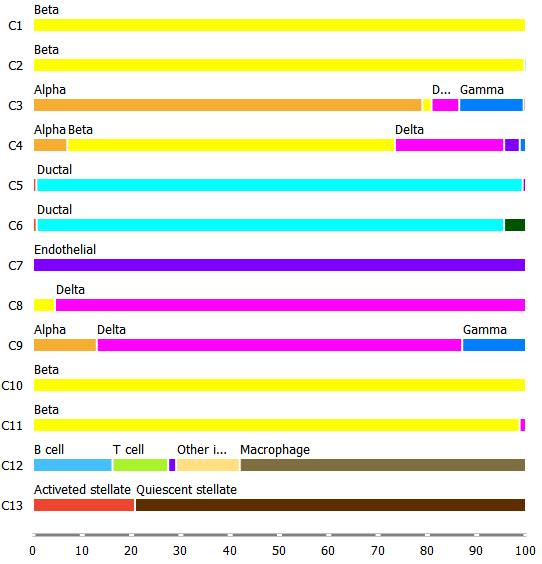 Beta
C1
Beta
C2
Alpha D... Gamma
C3
Alpha Beta Delta
C4
Ductal
C5
Ductal
C6
Endothelial
C7
Delta
C8
Alpha Delta Gamma
C9
Beta
C10
Beta
C11
B cell T cell Other i... Macrophage
C12
Activeted stellate Quiescent stellate
C13
0 10 20 30 40 50 60 70 80 90 100